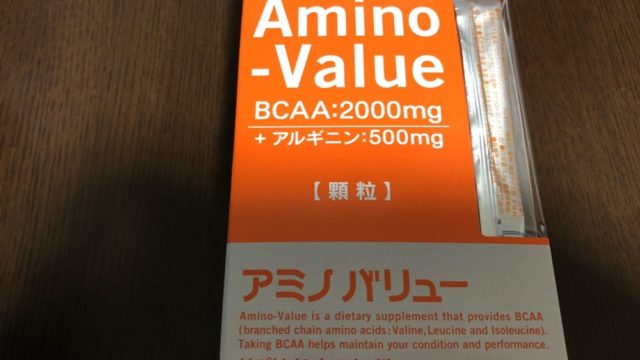 Amino
-Value
BCAA:2000mg
+アルギニン:500mg
【顆粒】
アミノバリュー
Amino-Value is a dietary supplement that provides BCAA
(branched chain amino acids: Valine, Leucine and Isoleucine).
Taking BCAA helps maintain your condition and performance.